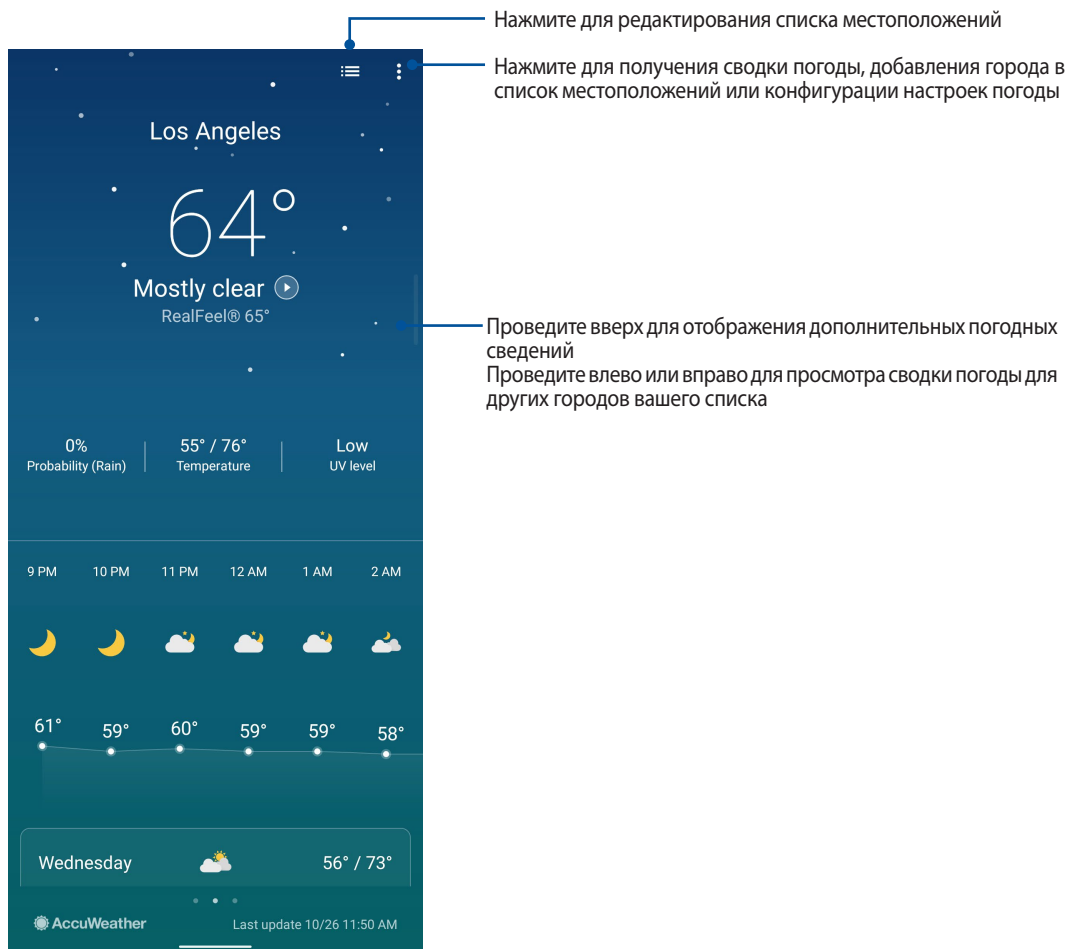 Нажмите для редактирования списка местоположений
Нажмите для получения сводки погоды, добавления города в
список местоположений или конфигурации настроек погоды
Los Angeles
64°
Mostly clear
RealFeel® 65°
Проведите вверх для отображения дополнительных погодных
сведений
Проведите влево или вправо для просмотра сводки погоды для
других городов вашего списка
0% 55° / 76° Low
Probability (Rain) Temperature UV level
9 PM 10 PM 11 PM 12 AM 1 AM 2 AM
61° 59° 60° 59° 59° 58°
Wednesday 56° / 73°
AccuWeather Last update 10/26 11:50 AM